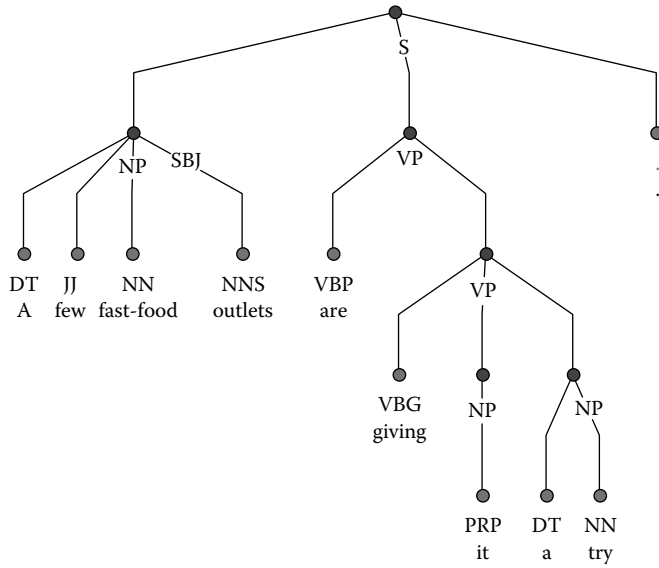 S
NP SBJ VP
DT JJ NN NNS VBP VP
A few fast-food outlets are
VBG NP NP
giving
PRP DT NN
it a try